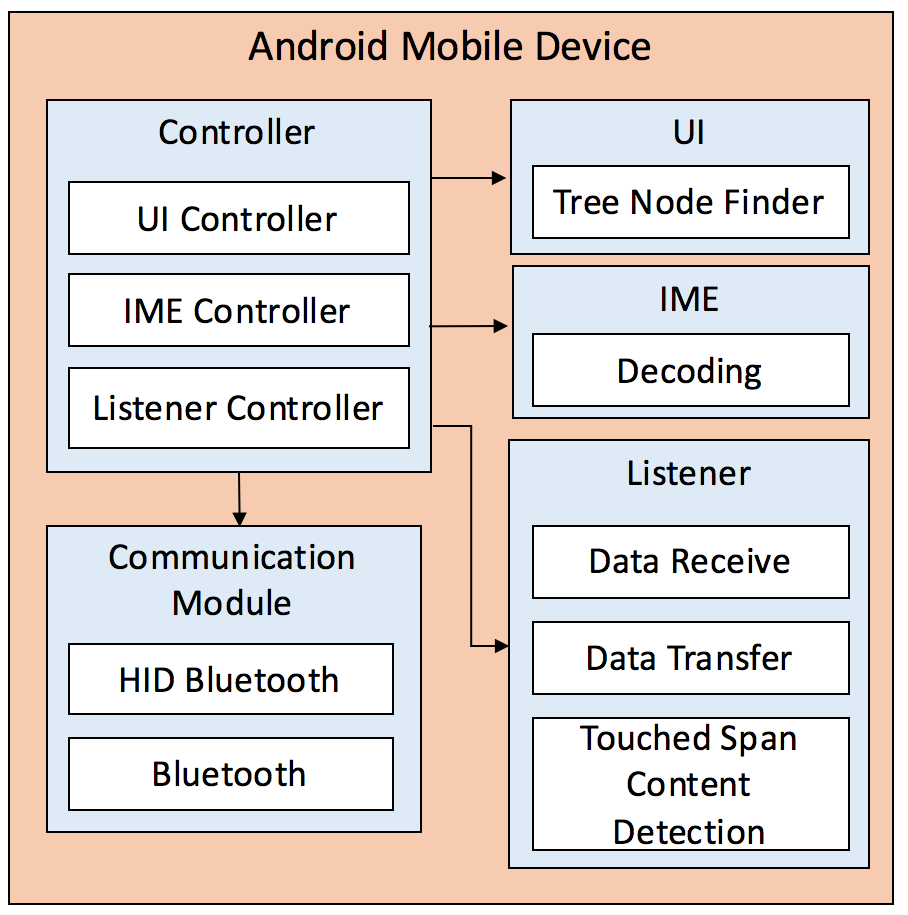 Android Mobile Device
Controller
UI Controller
IME Controller
Listener Controller
UI
Tree Node Finder
IME
Decoding
Communication
Module
HID Bluetooth
Bluetooth
Listener
Data Receive
Data Transfer
Touched Span
Content
Detection